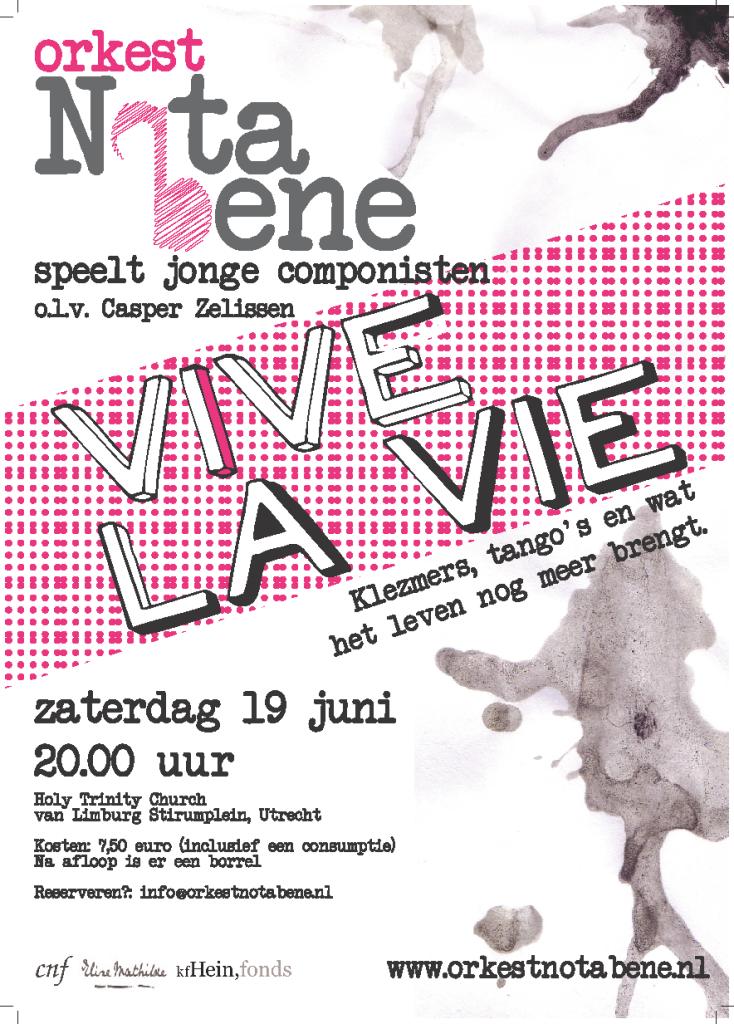 orkest
Nota
bene
speelt jonge componisten
o.l.v. Casper Zelissen
VIVE
LA VIE
Klezmers, tango's en wat
het leven nog meer brengt.
zaterdag 19 juni
20.00 uur
Holy Trinity Church
van Limburg Stirumplein, Utrecht
Kosten: 7,50 euro (inclusief een consumptie)
Na afloop is er een borrel
Reserveren?: info@orkestnotabene.nl
cnf Elise Mathilde kfHein,fonds
www.orkestnotabene.nl